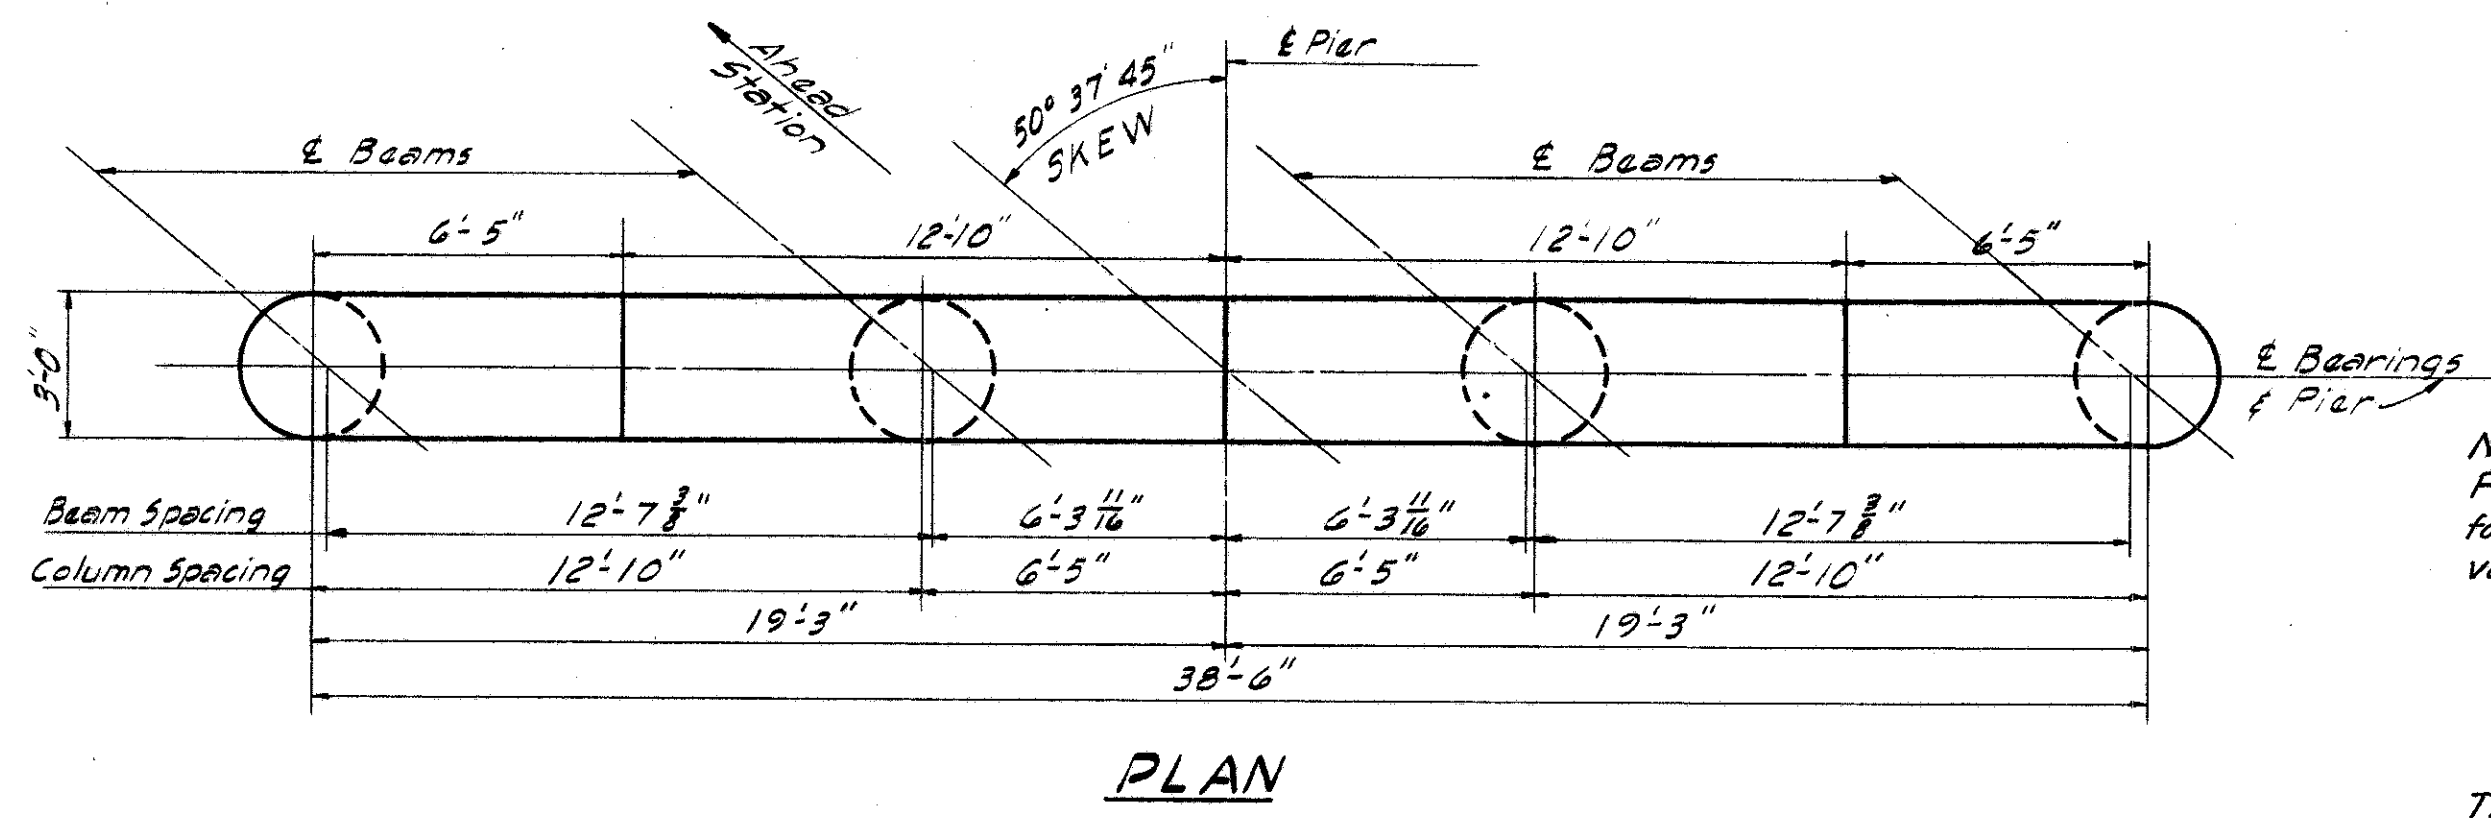 ℄ Pier
Ahead
Station
50° 37' 45"
SKEW
℄ Beams
℄ Beams
6'-5"
12'-10"
12'-10"
6'-5"
3'-0"
℄ Bearings
℄ Pier
Beam Spacing
12'-7 3/8"
6'-3 11/16"
6'-3 11/16"
12'-7 3/8"
Column Spacing
12'-10"
6'-5"
6'-5"
12'-10"
19'-3"
19'-3"
38'-6"
PLAN